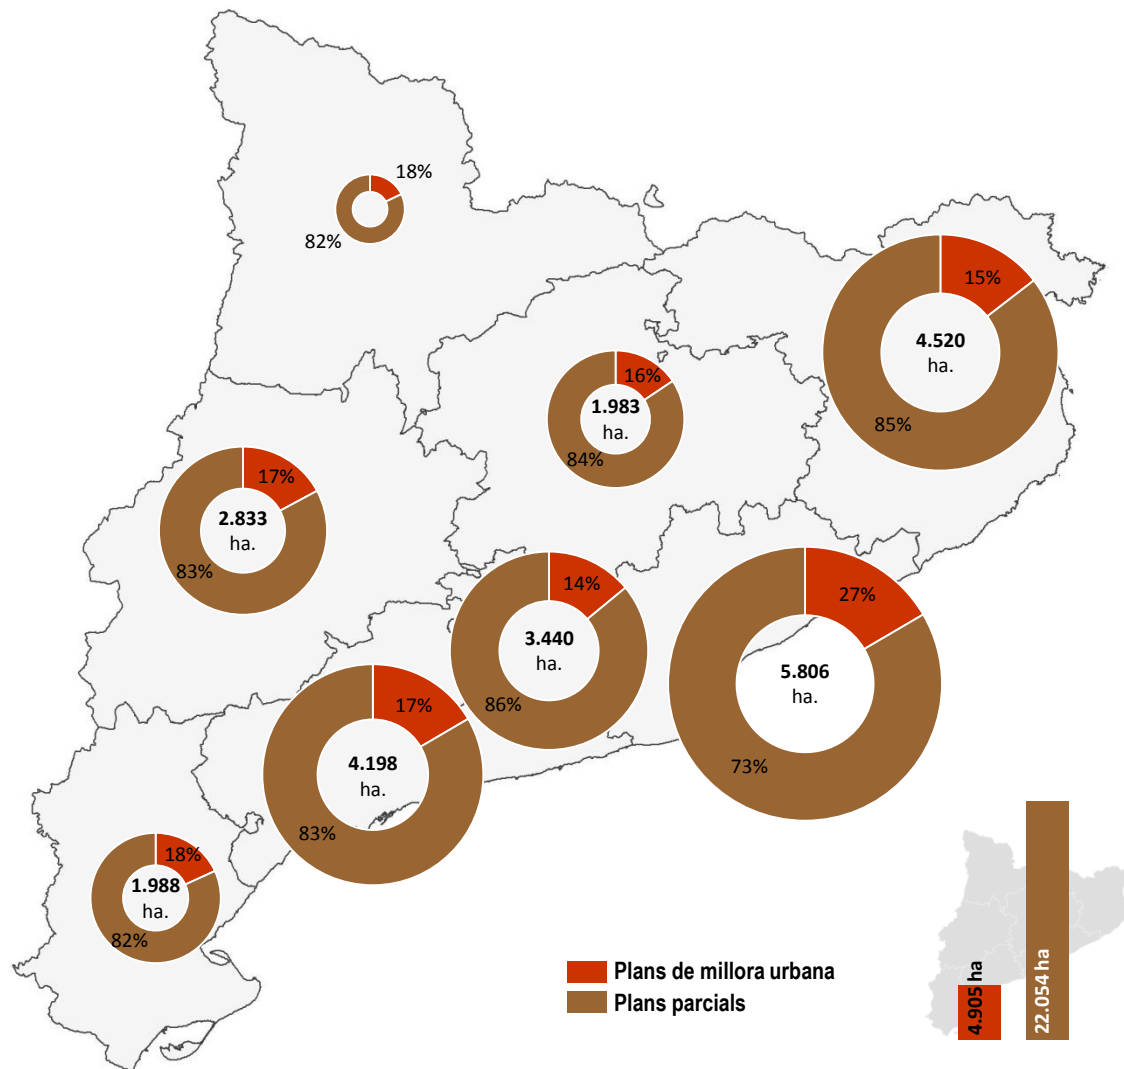 18%
82%
15%
4.520
ha.
85%
16%
1.983
ha.
84%
17%
2.833
ha.
83%
14%
3.440
ha.
86%
27%
5.806
ha.
73%
17%
4.198
ha.
83%
18%
1.988
ha.
82%
Plans de millora urbana
Plans parcials
4.905 ha
22.054 ha